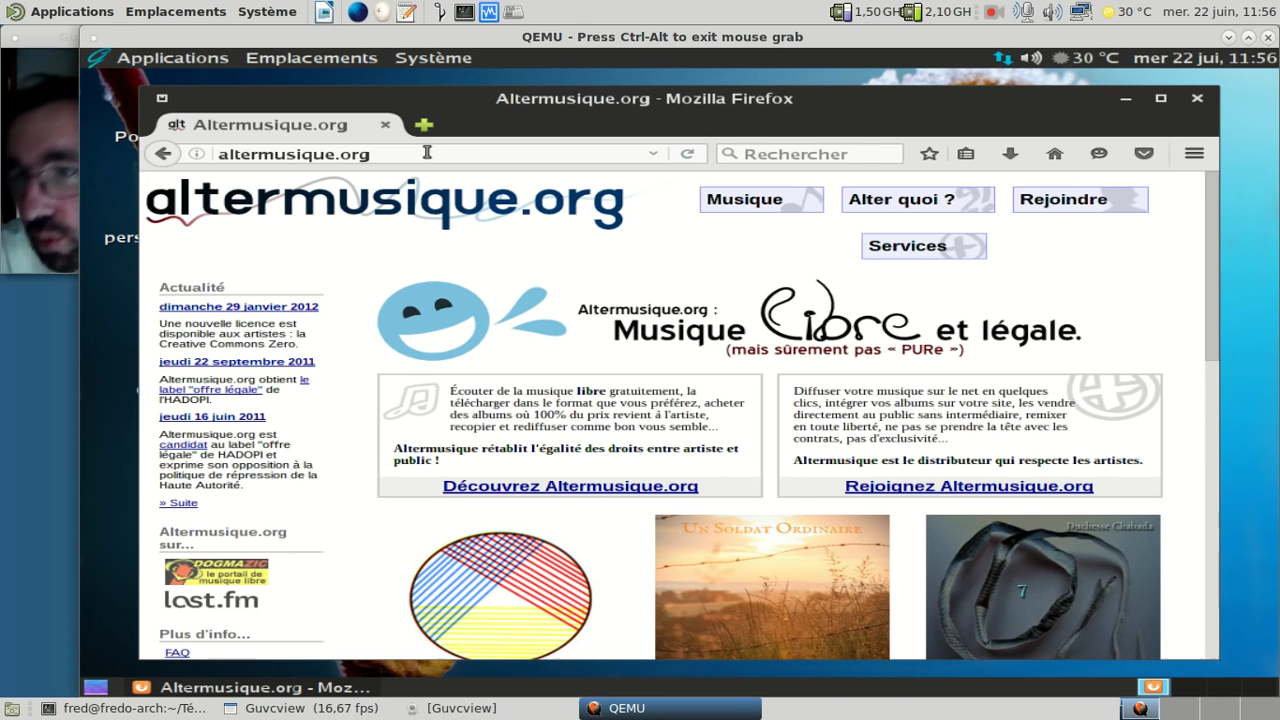 Applications Emplacements Système
1,50 GH 2,10 GH 30 °C mer. 22 juin, 11:56
QEMU - Press Ctrl-Alt to exit mouse grab
Applications Emplacements Système
30 °C mer 22 jui, 11:56
Altermusique.org - Mozilla Firefox
alt Altermusique.org
altermusique.org
Rechercher
altermusique.org
Musique
Alter quoi ?
Rejoindre
Services
Po
pers
Actualité
dimanche 29 janvier 2012
Une nouvelle licence est
disponible aux artistes : la
Creative Commons Zero.
jeudi 22 septembre 2011
Altermusique.org obtient le
label "offre légale" de
l'HADOPI.
jeudi 16 juin 2011
Altermusique.org est
candidat au label "offre
légale" de HADOPI et
exprime son opposition à la
politique de répression de la
Haute Autorité.
» Suite
Altermusique.org
sur...
DOGMAZIC
le portail de
musique libre
last.fm
Plus d'info...
FAQ
Altermusique.org :
Musique Libre et légale.
(mais sûrement pas « PURe »)
Écouter de la musique libre gratuitement, la
télécharger dans le format que vous préférez, acheter
des albums où 100% du prix revient à l'artiste,
recopier et rediffuser comme bon vous semble...
Altermusique rétablit l'égalité des droits entre artiste et
public !
Découvrez Altermusique.org
Diffuser votre musique sur le net en quelques
clics, intégrer vos albums sur votre site, les vendre
directement au public sans intermédiaire, remixer
en toute liberté, ne pas se prendre la tête avec les
contrats, pas d'exclusivité...
Altermusique est le distributeur qui respecte les artistes.
Rejoignez Altermusique.org
Un Soldat Ordinaire
Duchesse Chabada
7
Altermusique.org - Moz...
fred@fredo-arch:~/Té...
Guvcview (16,67 fps)
[Guvcview]
QEMU